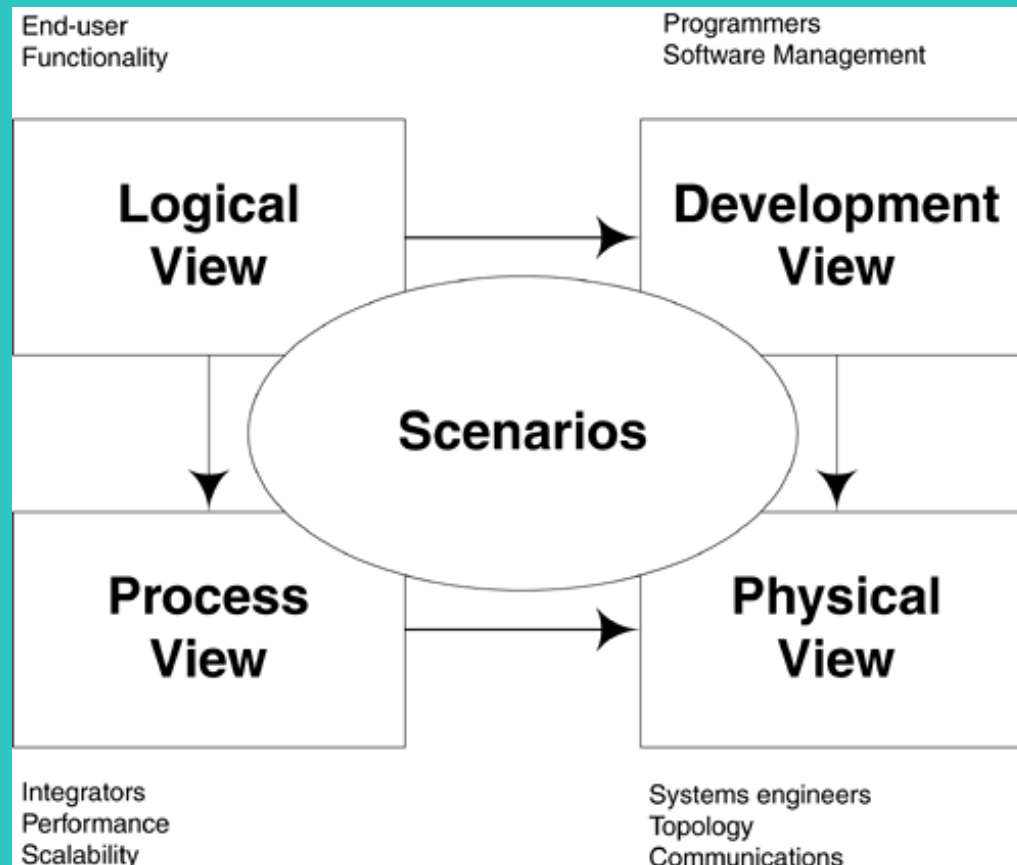 End-user
Functionality
Programmers
Software Management
Logical
View
Development
View
Scenarios
Process
View
Physical
View
Integrators
Performance
Scalability
Systems engineers
Topology
Communications